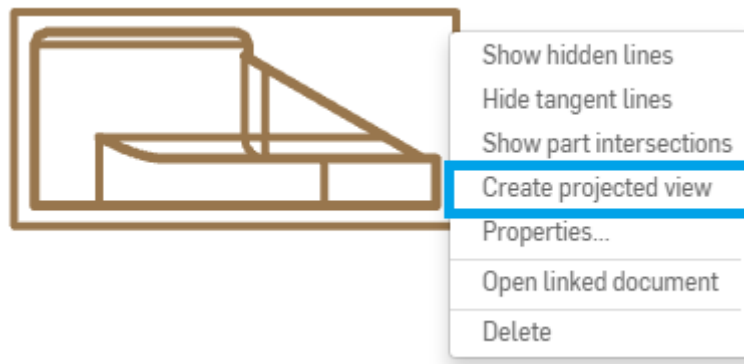 Show hidden lines
Hide tangent lines
Show part intersections
Create projected view
Properties...
Open linked document
Delete